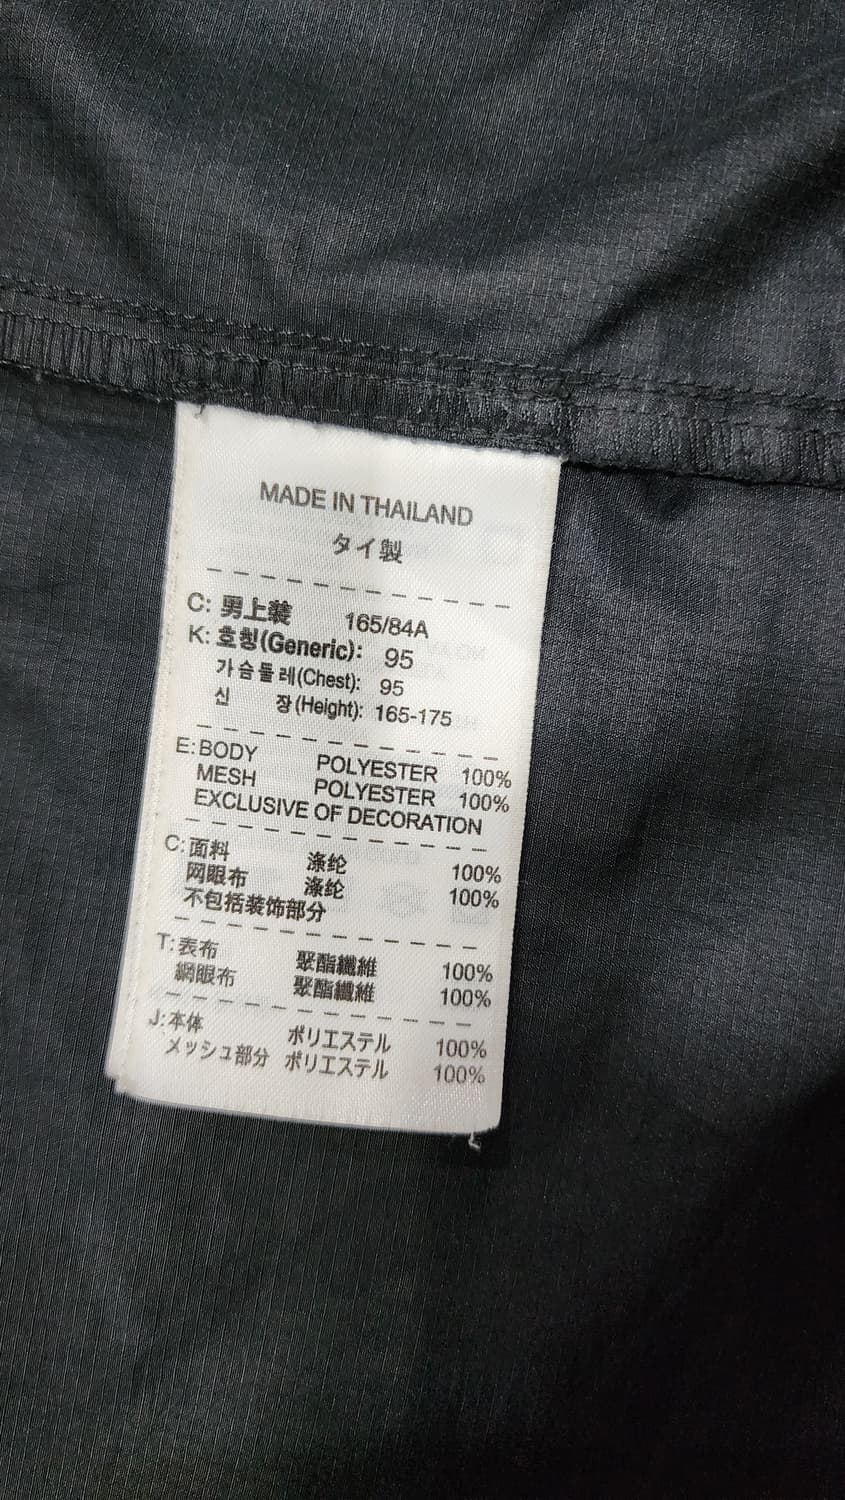 MADE IN THAILAND
タイ製
C: 男上装 165/84A
K: 호칭(Generic): 95
가슴둘레(Chest): 95
신 장(Height): 165-175
E: BODY POLYESTER 100%
MESH POLYESTER 100%
EXCLUSIVE OF DECORATION
C: 面料 涤纶 100%
网眼布 涤纶 100%
不包括装饰部分
T: 表布 聚酯纖維 100%
網眼布 聚酯纖維 100%
J: 本体 ポリエステル 100%
メッシュ部分 ポリエステル 100%